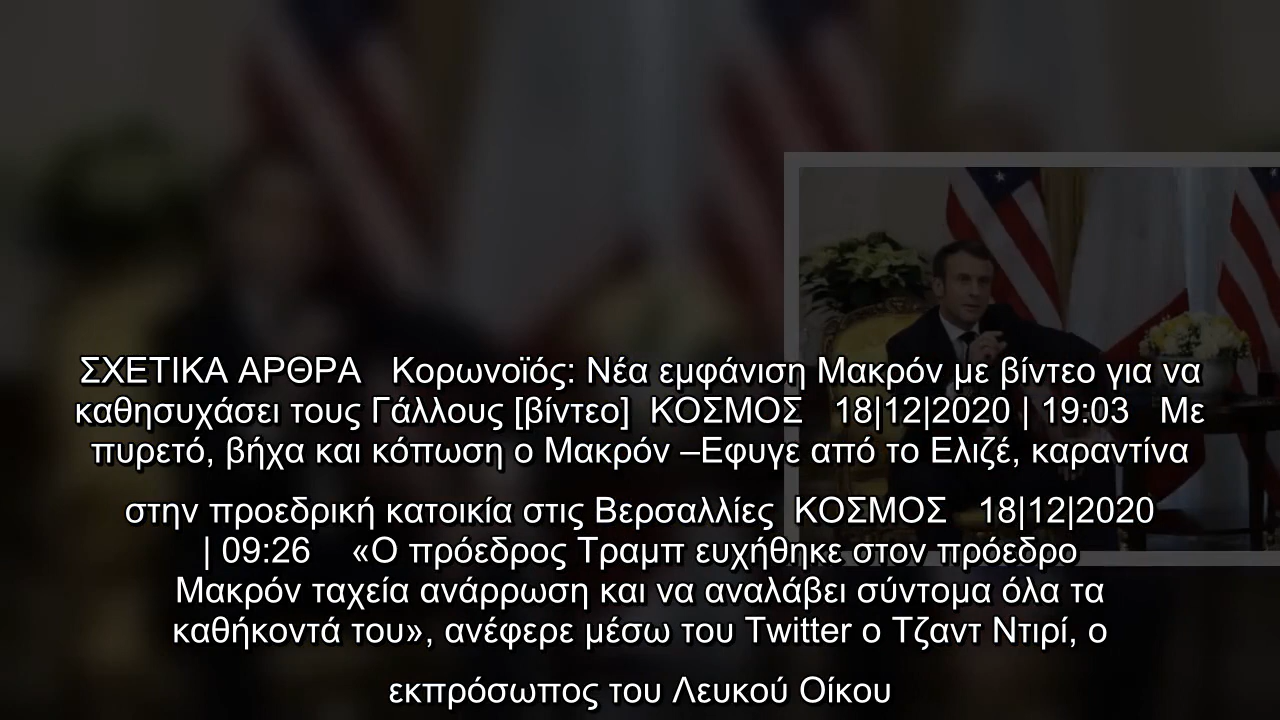 ΣΧΕΤΙΚΑ ΑΡΘΡΑ   Κορωνοϊός: Νέα εμφάνιση Μακρόν με βίντεο για να
καθησυχάσει τους Γάλλους [βίντεο]  ΚΟΣΜΟΣ   18|12|2020 | 19:03   Με
πυρετό, βήχα και κόπωση ο Μακρόν –Εφυγε από το Ελιζέ, καραντίνα
στην προεδρική κατοικία στις Βερσαλλίες  ΚΟΣΜΟΣ   18|12|2020
| 09:26    «Ο πρόεδρος Τραμπ ευχήθηκε στον πρόεδρο
Μακρόν ταχεία ανάρρωση και να αναλάβει σύντομα όλα τα
καθήκοντά του», ανέφερε μέσω του Twitter ο Τζαντ Ντιρί, ο
εκπρόσωπος του Λευκού Οίκου